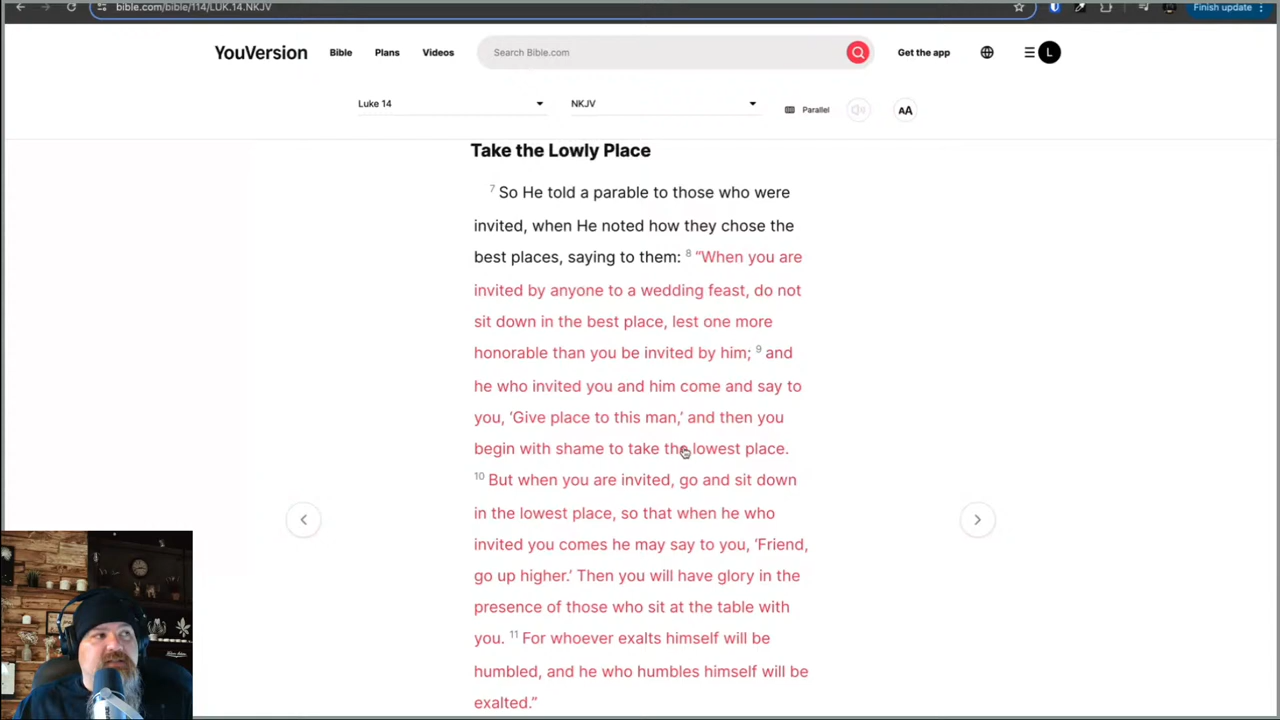 bible.com/bible/114/LUK.14.NKJV
Finish update
YouVersion
Bible
Plans
Videos
Search Bible.com
Get the app
L
Luke 14
NKJV
Parallel
AA
Take the Lowly Place
7 So He told a parable to those who were
invited, when He noted how they chose the
best places, saying to them: 8 “When you are
invited by anyone to a wedding feast, do not
sit down in the best place, lest one more
honorable than you be invited by him; 9 and
he who invited you and him come and say to
you, ‘Give place to this man,’ and then you
begin with shame to take the lowest place.
10 But when you are invited, go and sit down
in the lowest place, so that when he who
invited you comes he may say to you, ‘Friend,
go up higher.’ Then you will have glory in the
presence of those who sit at the table with
you. 11 For whoever exalts himself will be
humbled, and he who humbles himself will be
exalted.”